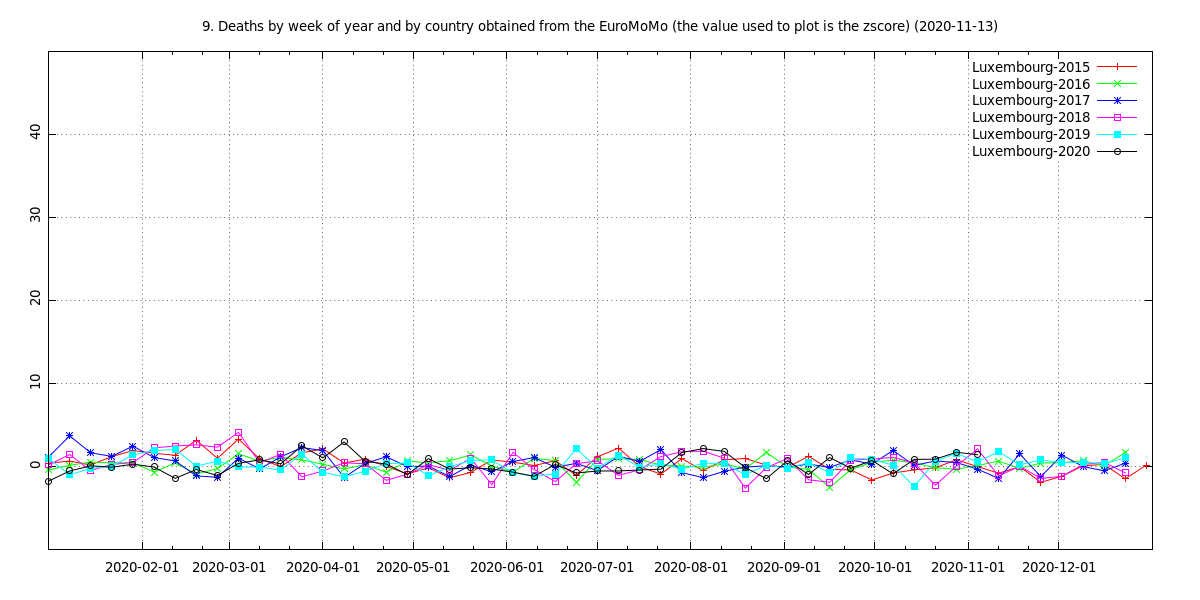 9. Deaths by week of year and by country obtained from the EuroMoMo (the value used to plot is the zscore) (2020-11-13)
Luxembourg-2015
Luxembourg-2016
Luxembourg-2017
Luxembourg-2018
Luxembourg-2019
Luxembourg-2020
40
30
20
10
0
2020-02-01 2020-03-01 2020-04-01 2020-05-01 2020-06-01 2020-07-01 2020-08-01 2020-09-01 2020-10-01 2020-11-01 2020-12-01